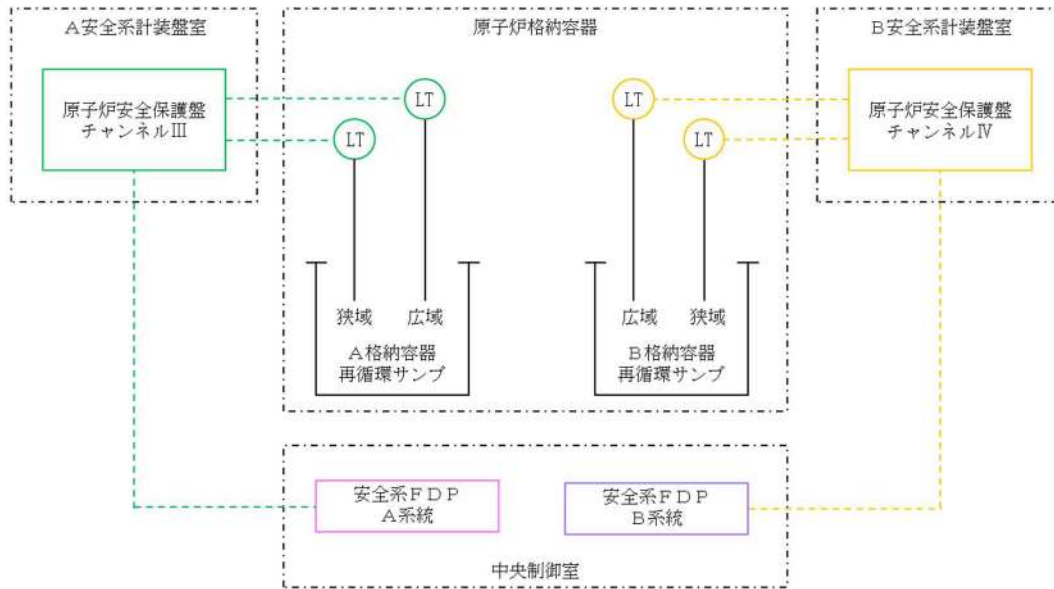 A安全系計装盤室
原子炉格納容器
B安全系計装盤室
原子炉安全保護盤
チャンネルⅢ
LT
LT
LT
LT
原子炉安全保護盤
チャンネルⅣ
狭域
広域
A格納容器
再循環サンプ
広域
狭域
B格納容器
再循環サンプ
安全系FDP
A系統
安全系FDP
B系統
中央制御室